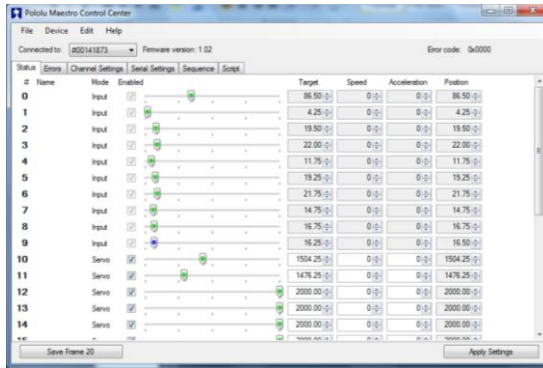 Pololu Maestro Control Center
File Device Edit Help
Connected to: #00141873 Firmware version: 1.02 Error code: 0x0000
Status Errors Channel Settings Serial Settings Sequence Script
# Name Mode Enabled Target Speed Acceleration Position
0 Input 86.50 0 0 86.50
1 Input 4.25 0 0 4.25
2 Input 19.50 0 0 19.50
3 Input 22.00 0 0 22.00
4 Input 11.75 0 0 11.75
5 Input 19.25 0 0 19.25
6 Input 21.75 0 0 21.75
7 Input 14.75 0 0 14.75
8 Input 16.75 0 0 16.75
9 Input 16.25 0 0 16.50
10 Servo 1504.25 0 0 1504.25
11 Servo 1476.25 0 0 1476.25
12 Servo 2000.00 0 0 2000.00
13 Servo 2000.00 0 0 2000.00
14 Servo 2000.00 0 0 2000.00
Save Frame 20 Apply Settings